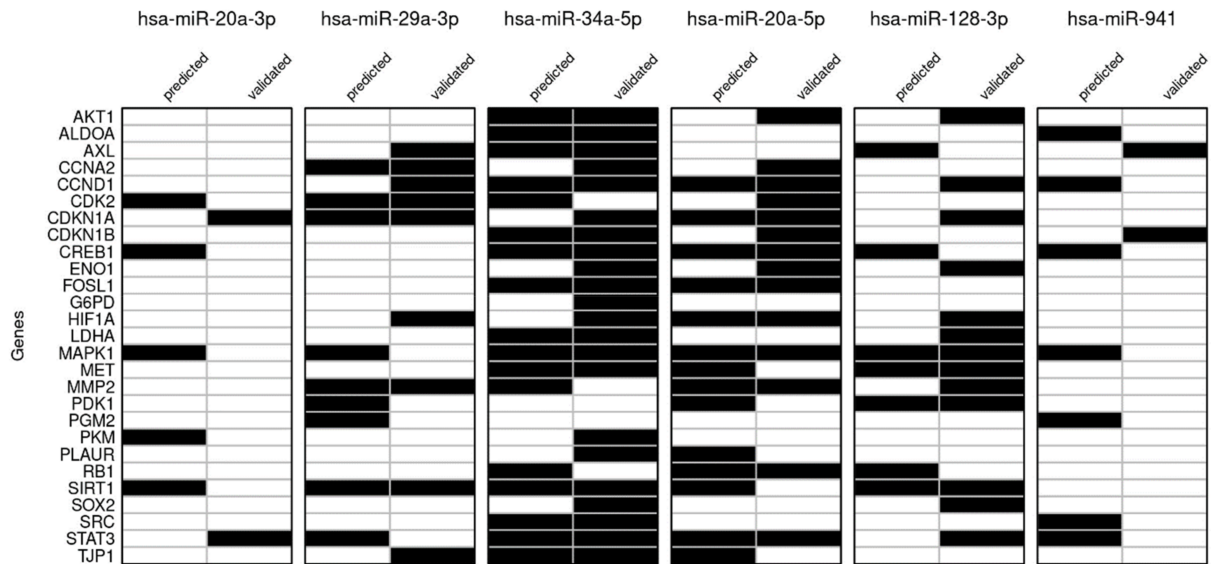 hsa-miR-20a-3p hsa-miR-29a-3p hsa-miR-34a-5p hsa-miR-20a-5p hsa-miR-128-3p hsa-miR-941
predicted validated predicted validated predicted validated predicted validated predicted validated predicted validated
AKT1
ALDOA
AXL
CCNA2
CCND1
CDK2
CDKN1A
CDKN1B
CREB1
ENO1
FOSL1
G6PD
HIF1A
LDHA
MAPK1
MET
MMP2
PDK1
PGM2
PKM
PLAUR
RB1
SIRT1
SOX2
SRC
STAT3
TJP1
Genes